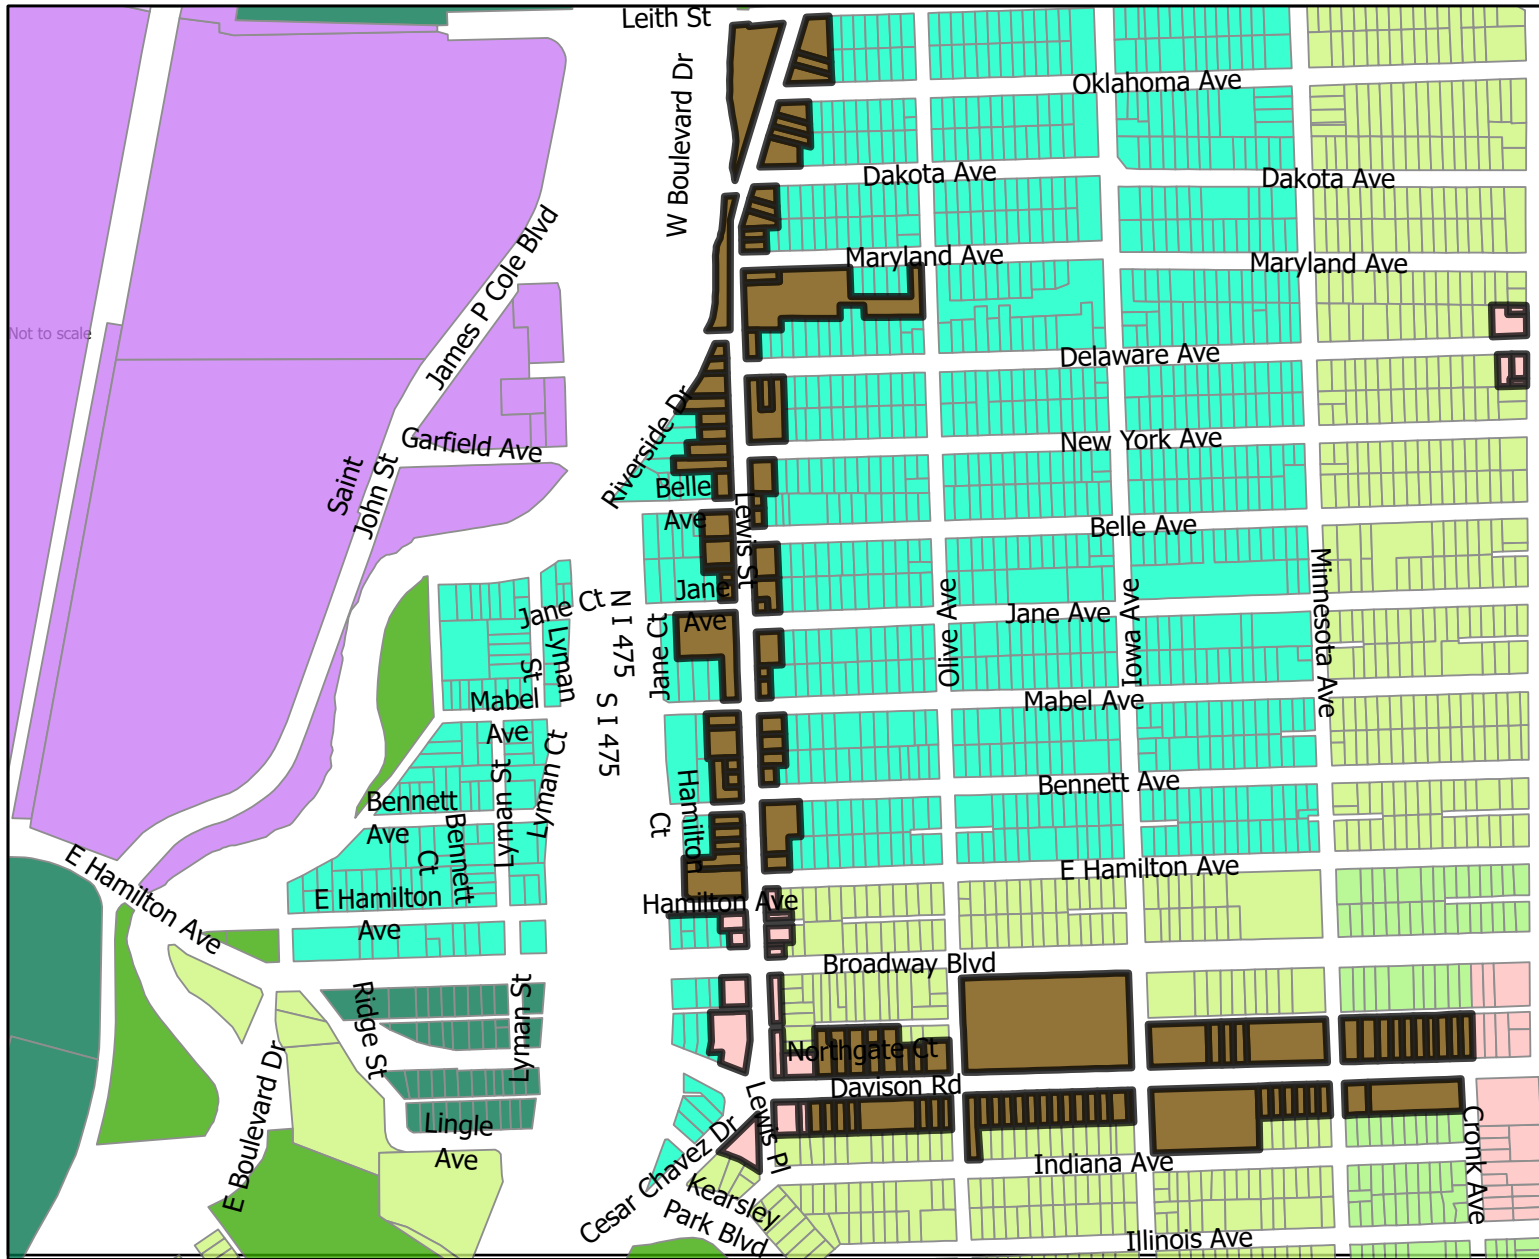 Leith St
W Boulevard Dr
Oklahoma Ave
Dakota Ave
Dakota Ave
James P Cole Blvd
Maryland Ave
Maryland Ave
Not to scale
Delaware Ave
Riverside Dr
Garfield Ave
New York Ave
Saint
John St
Belle
Ave
Lewis St
Belle Ave
Minnesota Ave
Jane
Ave
Jane Ct
N I 475
Jane Ct
Olive Ave
Iowa Ave
Jane Ave
Lyman
St
Mabel
Ave
S I 475
Mabel Ave
Lyman Ct
Lyman St
Bennett
Ave
Bennett
Ct
Hamilton
Ct
Bennett Ave
E Hamilton Ave
E Hamilton
Ave
Hamilton Ave
E Hamilton Ave
Broadway Blvd
Ridge St
Lyman St
Northgate Ct
E Boulevard Dr
Davison Rd
Lewis Pl
Lingle
Ave
Cesar Chavez Dr
Indiana Ave
Cronk Ave
Kearsley
Park Blvd
Illinois Ave